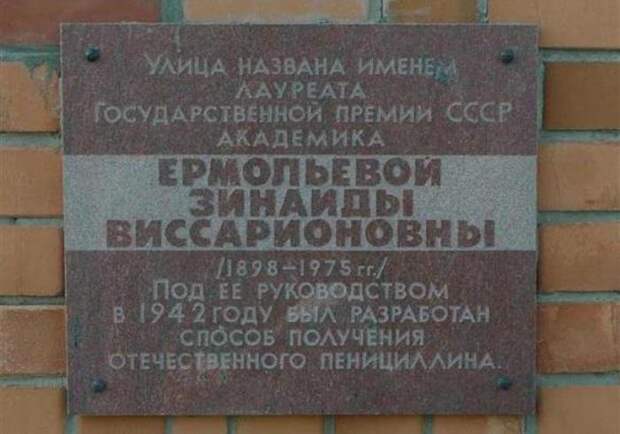 Улица названа именем
лауреата
Государственной премии СССР
академика
ЕРМОЛЬЕВОЙ
ЗИНАИДЫ
ВИССАРИОНОВНЫ
/1898–1975 гг./
Под ее руководством
в 1942 году был разработан
способ получения
отечественного пенициллина.